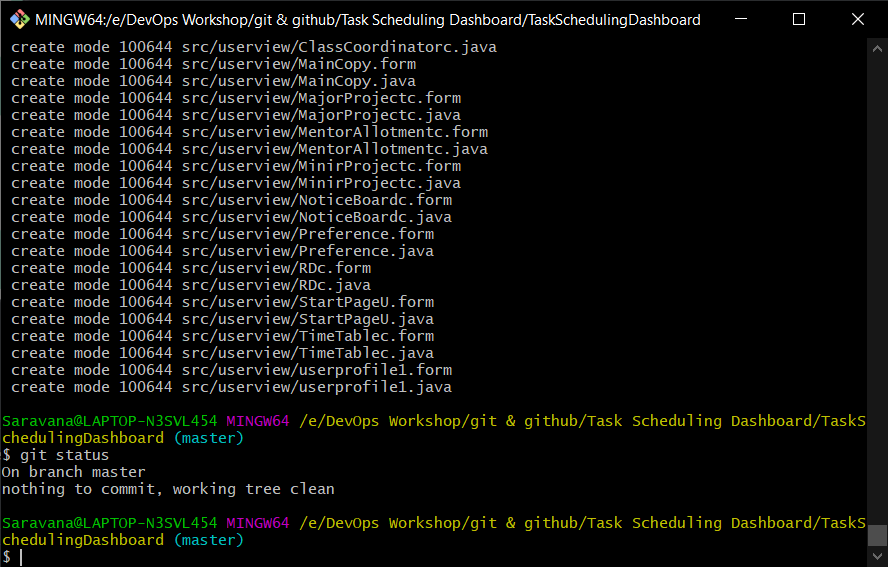 MINGW64:/e/DevOps Workshop/git & github/Task Scheduling Dashboard/TaskSchedulingDashboard
create mode 100644 src/userview/ClassCoordinatorc.java
create mode 100644 src/userview/MainCopy.form
create mode 100644 src/userview/MainCopy.java
create mode 100644 src/userview/MajorProjectc.form
create mode 100644 src/userview/MajorProjectc.java
create mode 100644 src/userview/MentorAllotmentc.form
create mode 100644 src/userview/MentorAllotmentc.java
create mode 100644 src/userview/MinirProjectc.form
create mode 100644 src/userview/MinirProjectc.java
create mode 100644 src/userview/NoticeBoardc.form
create mode 100644 src/userview/NoticeBoardc.java
create mode 100644 src/userview/Preference.form
create mode 100644 src/userview/Preference.java
create mode 100644 src/userview/RDc.form
create mode 100644 src/userview/RDc.java
create mode 100644 src/userview/StartPageU.form
create mode 100644 src/userview/StartPageU.java
create mode 100644 src/userview/TimeTablec.form
create mode 100644 src/userview/TimeTablec.java
create mode 100644 src/userview/userprofile1.form
create mode 100644 src/userview/userprofile1.java
Saravana@LAPTOP-N3SVL454 MINGW64 /e/DevOps Workshop/git & github/Task Scheduling Dashboard/TaskS
chedulingDashboard (master)
$ git status
On branch master
nothing to commit, working tree clean
Saravana@LAPTOP-N3SVL454 MINGW64 /e/DevOps Workshop/git & github/Task Scheduling Dashboard/TaskS
chedulingDashboard (master)
$